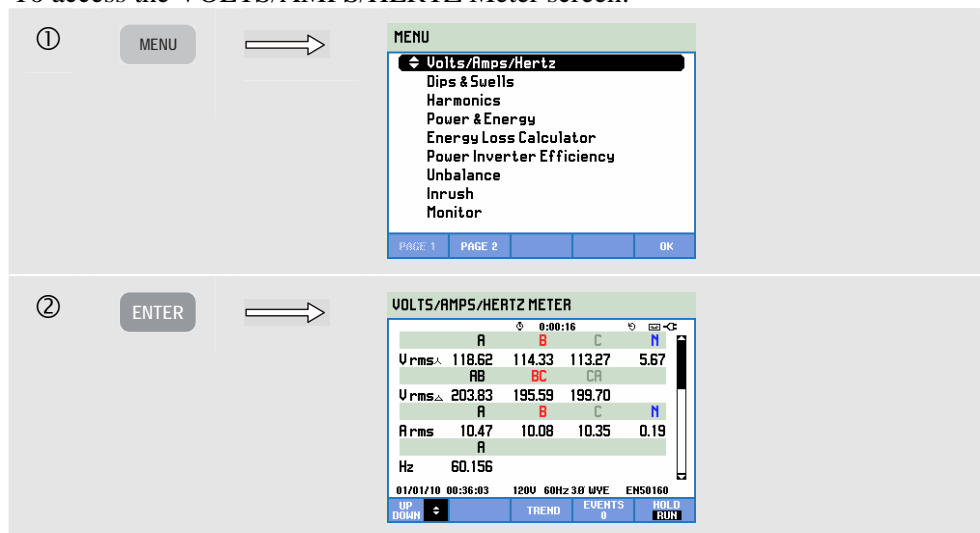 To access the VOLTS/AMPS/HERTZ Meter screen:
① MENU
MENU
Volts/Amps/Hertz
Dips & Swells
Harmonics
Power & Energy
Energy Loss Calculator
Power Inverter Efficiency
Unbalance
Inrush
Monitor
PAGE 1 PAGE 2 OK
② ENTER
VOLTS/AMPS/HERTZ METER
0:00:16
A B C N
V rms⅄ 118.62 114.33 113.27 5.67
AB BC CA
V rms△ 203.83 195.59 199.70
A B C N
A rms 10.47 10.08 10.35 0.19
A
Hz 60.156
01/01/10 00:36:03 120V 60Hz 3Ø WYE EN50160
UP DOWN TREND EVENTS 0 HOLD RUN